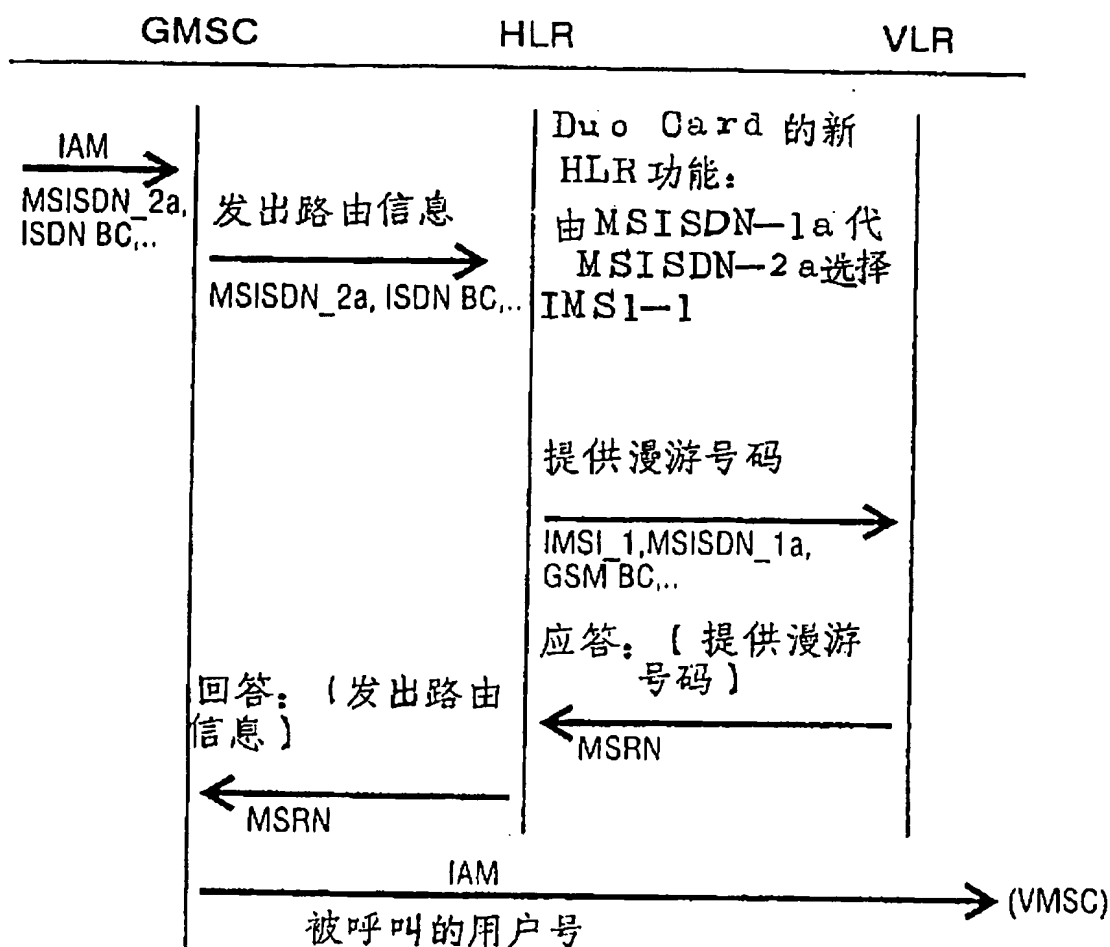 GMSC HLR VLR
IAM
MSISDN_2a,
ISDN BC,..
发出路由信息
MSISDN_2a, ISDN BC,..
Duo Card 的新
HLR 功能:
由MSISDN—1a代
MSISDN—2a选择
IMS1—1
提供漫游号码
IMSI_1,MSISDN_1a,
GSM BC,..
应答: [ 提供漫游
号码 ]
MSRN
回答: [发出路由
信息 ]
MSRN
IAM
(VMSC)
被呼叫的用户号